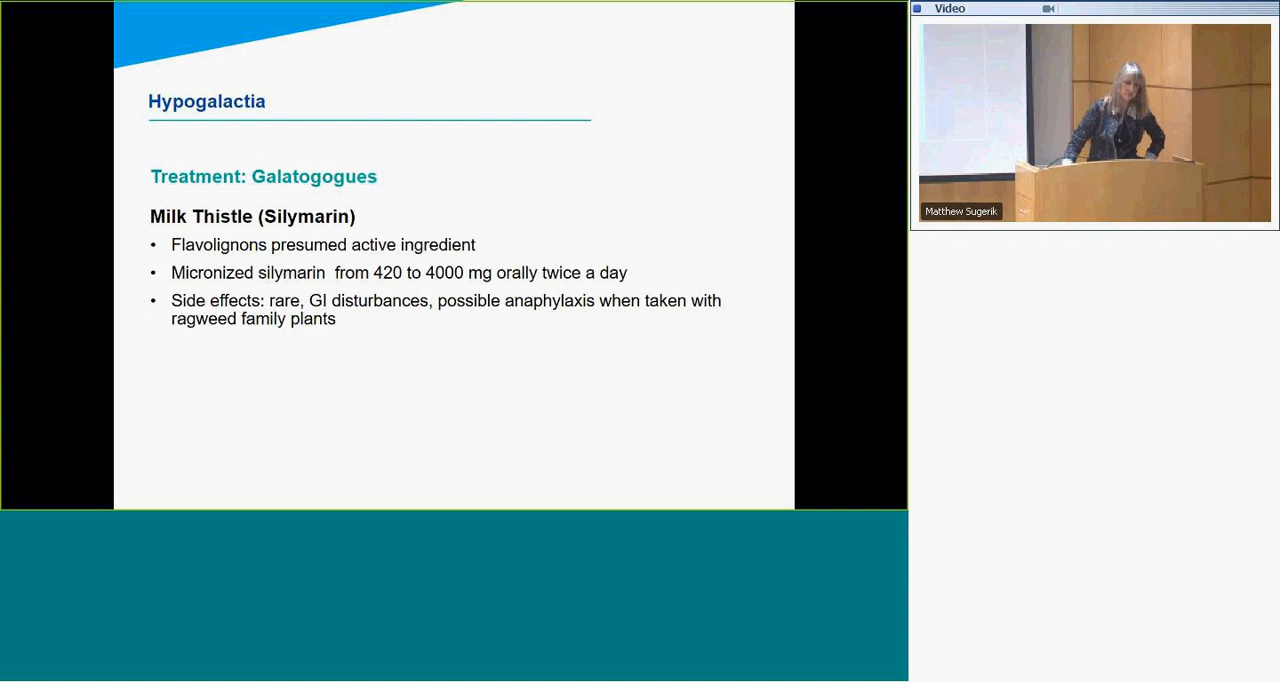 Hypogalactia
Treatment: Galatogogues
Milk Thistle (Silymarin)
• Flavolignons presumed active ingredient
• Micronized silymarin from 420 to 4000 mg orally twice a day
• Side effects: rare, GI disturbances, possible anaphylaxis when taken with
ragweed family plants
Video
Matthew Sugerik